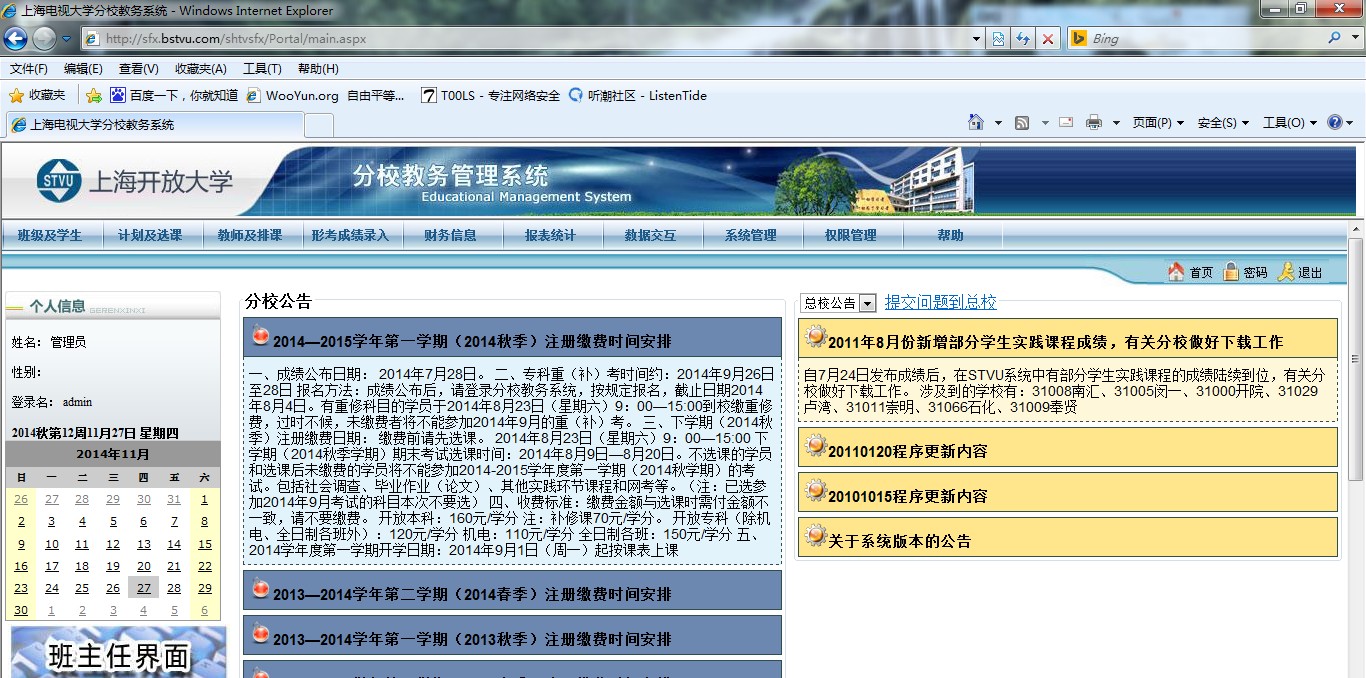 上海电视大学分校教务系统 - Windows Internet Explorer
http://sfx.bstvu.com/shtvsfx/Portal/main.aspx
Bing
文件(F) 编辑(E) 查看(V) 收藏夹(A) 工具(T) 帮助(H)
收藏夹 百度一下，你就知道 WooYun.org 自由平等... T00LS - 专注网络安全 听潮社区 - ListenTide
上海电视大学分校教务系统
页面(P) 安全(S) 工具(O)
STVU 上海开放大学
分校教务管理系统
Educational Management System
班级及学生 计划及选课 教师及排课 形考成绩录入 财务信息 报表统计 数据交互 系统管理 权限管理 帮助
首页 密码 退出
个人信息 GERENXINXI
姓名: 管理员
性别:
登录名: admin
2014秋第12周11月27日 星期四
2014年11月
日 一 二 三 四 五 六
26 27 28 29 30 31 1
2 3 4 5 6 7 8
9 10 11 12 13 14 15
16 17 18 19 20 21 22
23 24 25 26 27 28 29
30 1 2 3 4 5 6
班主任界面
分校公告
2014—2015学年第一学期（2014秋季）注册缴费时间安排
一、成绩公布日期： 2014年7月28日。 二、专科重（补）考时间约：2014年9月26日
至28日 报名方法：成绩公布后，请登录分校教务系统，按规定报名，截止日期2014
年8月4日。有重修科目的学员于2014年8月23日（星期六）9：00—15:00到校缴重修
费，过时不候，未缴费者将不能参加2014年9月的重（补）考。 三、下学期（2014秋
季）注册缴费日期： 缴费前请先选课。 2014年8月23日（星期六）9：00—15:00 下
学期（2014秋季学期）期末考试选课时间：2014年8月9日—8月20日。不选课的学员
和选课后未缴费的学员将不能参加2014-2015学年度第一学期（2014秋学期）的考
试。包括社会调查、毕业作业（论文）、其他实践环节课程和网考等。（注：已选参
加2014年9月考试的科目本次不要选） 四、收费标准：缴费金额与选课时需付金额不
一致，请不要缴费。 开放本科：160元/学分 注：补修课70元/学分。 开放专科（除机
电、全日制各班外）：120元/学分 机电：110元/学分 全日制各班：150元/学分 五、
2014学年度第一学期开学日期：2014年9月1日（周一）起按课表上课
2013—2014学年第二学期（2014春季）注册缴费时间安排
2013—2014学年第一学期（2013秋季）注册缴费时间安排
总校公告 提交问题到总校
2011年8月份新增部分学生实践课程成绩，有关分校做好下载工作
自7月24日发布成绩后，在STVU系统中有部分学生实践课程的成绩陆续到位，有关分
校做好下载工作。 涉及到的学校有：31008南汇、31005闵一、31000开院、31029
卢湾、31011崇明、31066石化、31009奉贤
20110120程序更新内容
20101015程序更新内容
关于系统版本的公告